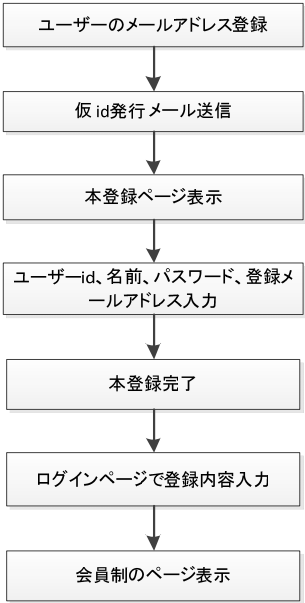 ユーザーのメールアドレス登録
仮id発行メール送信
本登録ページ表示
ユーザーid、名前、パスワード、登録メ
ールアドレス入力
本登録完了
ログインページで登録内容入力
会員制のページ表示